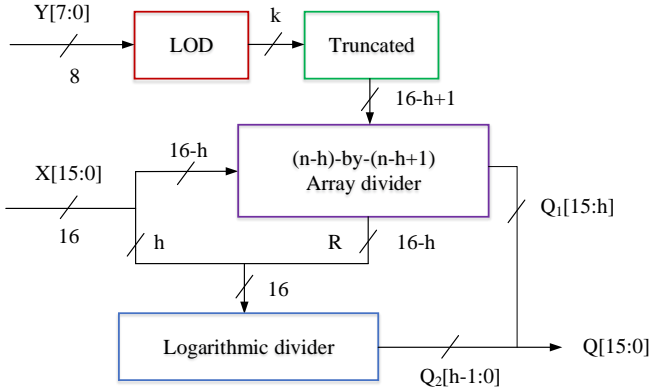 Y[7:0]
8
LOD
k
Truncated
16-h+1
X[15:0]
16
16-h
(n-h)-by-(n-h+1)
Array divider
Q1[15:h]
h
R
16-h
16
Logarithmic divider
Q2[h-1:0]
Q[15:0]